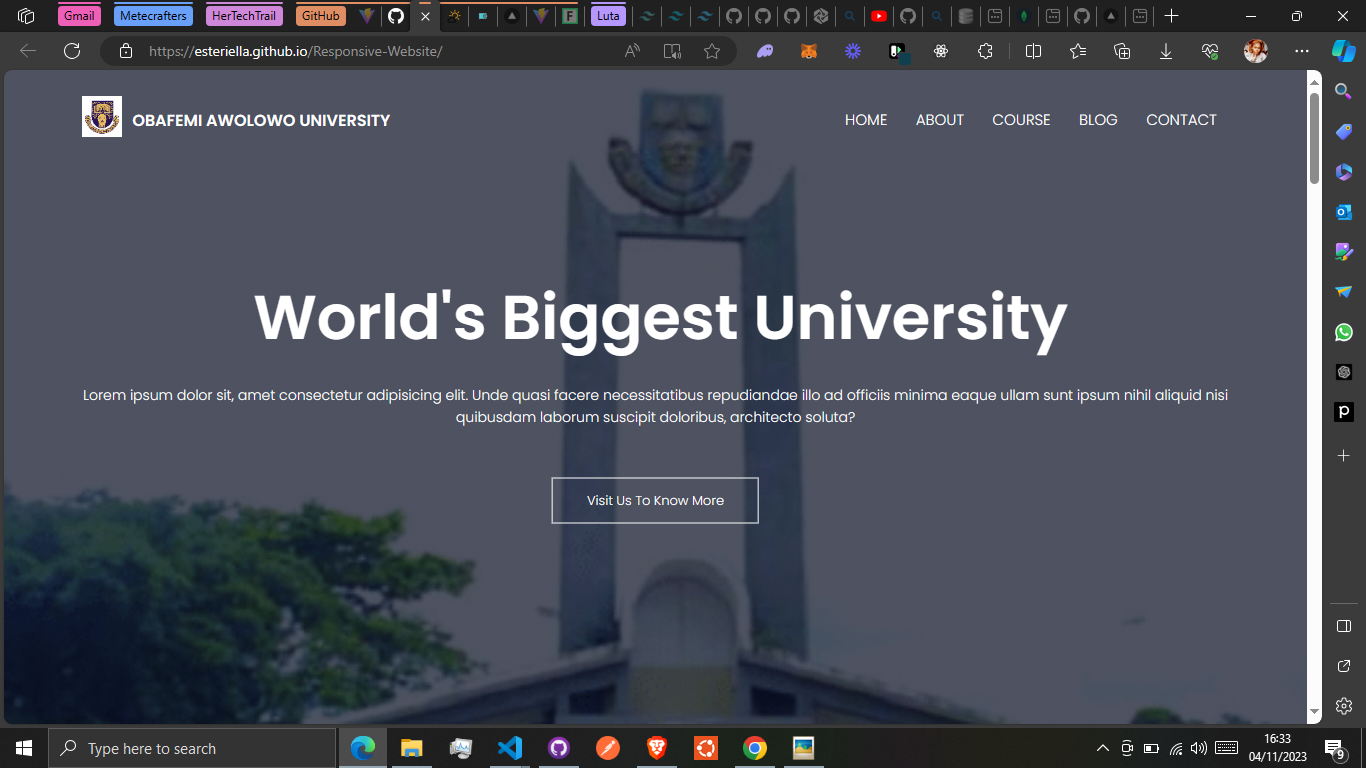 Gmail
Metecrafters
HerTechTrail
GitHub
Luta
https://esteriella.github.io/Responsive-Website/
OBAFEMI AWOLOWO UNIVERSITY
HOME
ABOUT
COURSE
BLOG
CONTACT
World's Biggest University
Lorem ipsum dolor sit, amet consectetur adipisicing elit. Unde quasi facere necessitatibus repudiandae illo ad officiis minima eaque ullam sunt ipsum nihil aliquid nisi
quibusdam laborum suscipit doloribus, architecto soluta?
Visit Us To Know More
Type here to search
16:33
04/11/2023
9